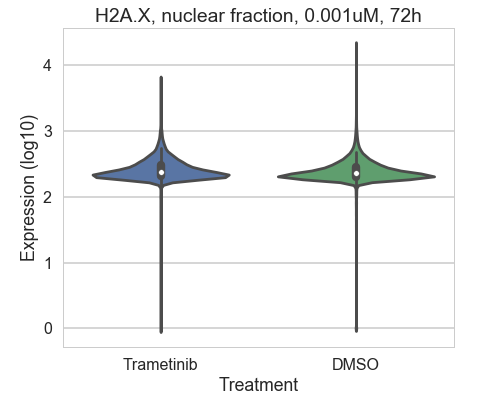 H2A.X, nuclear fraction, 0.001uM, 72h
Expression (log10)
4
3
2
1
0
Trametinib DMSO
Treatment